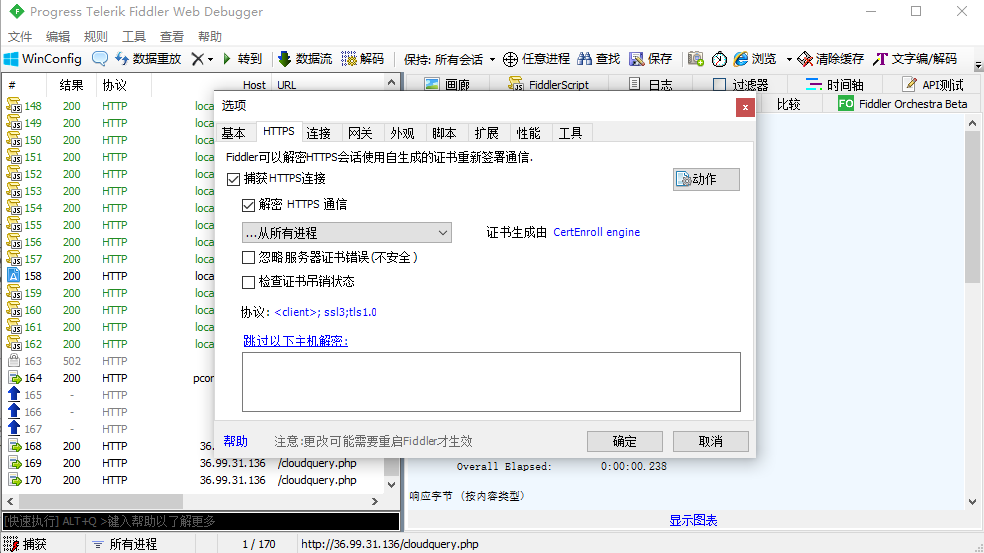 Progress Telerik Fiddler Web Debugger
文件 编辑 规则 工具 查看 帮助
WinConfig 数据重放 转到 数据流 解码 保持: 所有会话 任意进程 查找 保存 浏览 清除缓存 文字编/解码
# 结果 协议 Host URL 画廊 FiddlerScript 日志 过滤器 时间轴 API测试
比较 FO Fiddler Orchestra Beta
148 200 HTTP loca
149 200 HTTP loca
150 200 HTTP loca
151 200 HTTP loca
152 200 HTTP loca
153 200 HTTP loca
154 200 HTTP loca
155 200 HTTP loca
156 200 HTTP loca
157 200 HTTP loca
158 200 HTTP loca
159 200 HTTP loca
160 200 HTTP loca
161 200 HTTP loca
162 200 HTTP loca
163 502 HTTP
164 200 HTTP pcor
165 - HTTP
166 - HTTP
167 - HTTP
168 200 HTTP 36.
169 200 HTTP 36.99.31.136 /cloudquery.php
170 200 HTTP 36.99.31.136 /cloudquery.php
选项
基本 HTTPS 连接 网关 外观 脚本 扩展 性能 工具
Fiddler可以解密HTTPS会话使用自生成的证书重新签署通信.
捕获HTTPS连接 动作
解密 HTTPS 通信
...从所有进程 证书生成由 CertEnroll engine
忽略服务器证书错误(不安全)
检查证书吊销状态
协议: <client>; ssl3;tls1.0
跳过以下主机解密:
帮助 注意:更改可能需要重启Fiddler才生效 确定 取消
Overall Elapsed: 0:00:00.238
响应字节 (按内容类型)
显示图表
[快速执行] ALT+Q >键入帮助以了解更多
捕获 所有进程 1 / 170 http://36.99.31.136/cloudquery.php